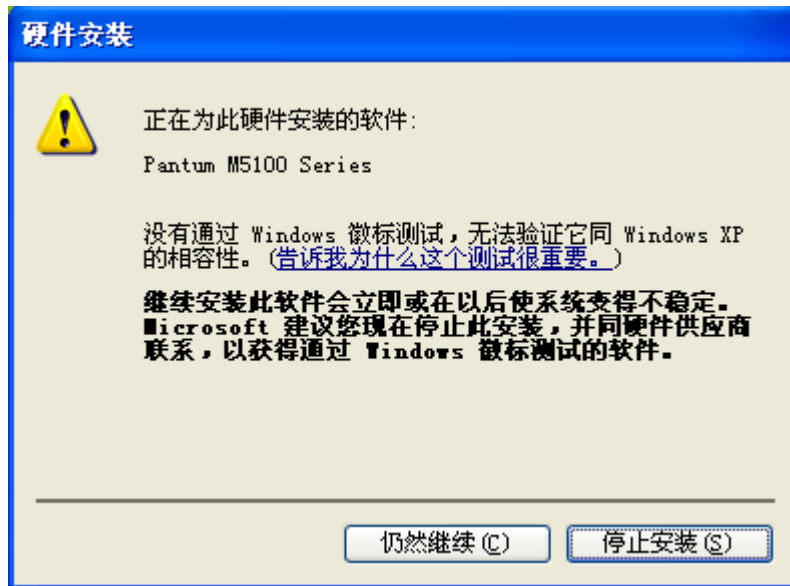 硬件安装
正在为此硬件安装的软件:
Pantum M5100 Series
没有通过 Windows 徽标测试，无法验证它同 Windows XP
的相容性。(告诉我为什么这个测试很重要。)
继续安装此软件会立即或在以后使系统变得不稳定。
Microsoft 建议您现在停止此安装，并同硬件供应商
联系，以获得通过 Windows 徽标测试的软件。
仍然继续(C)
停止安装(S)